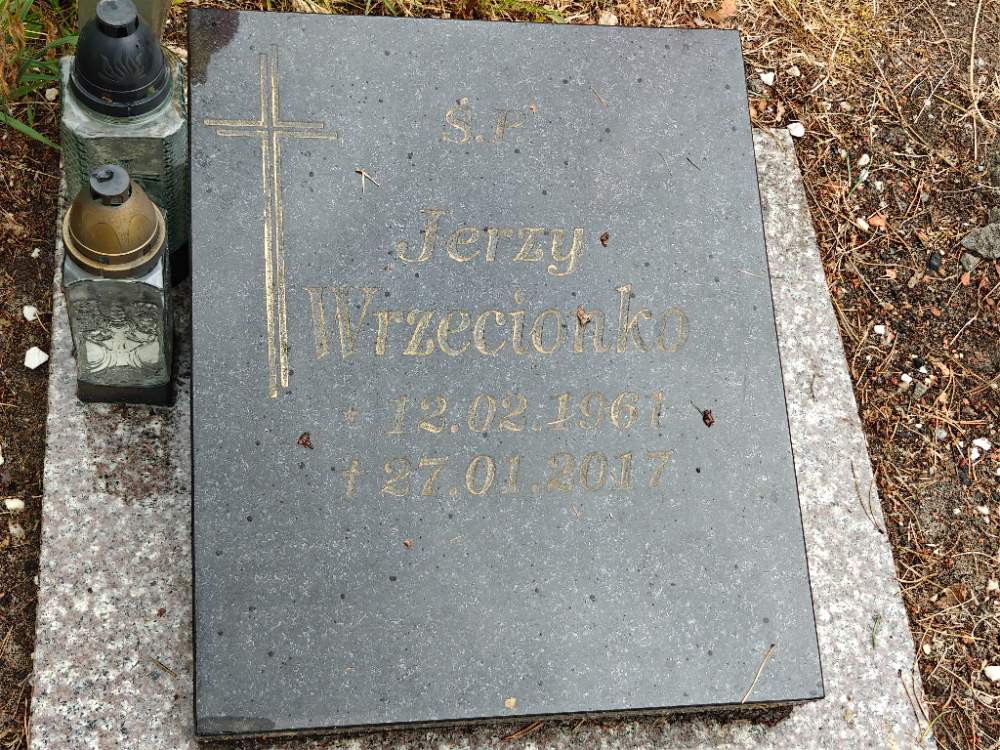 Ś.P.
Jerzy
Wrzecionko
* 12.02.1961
† 27.01.2017